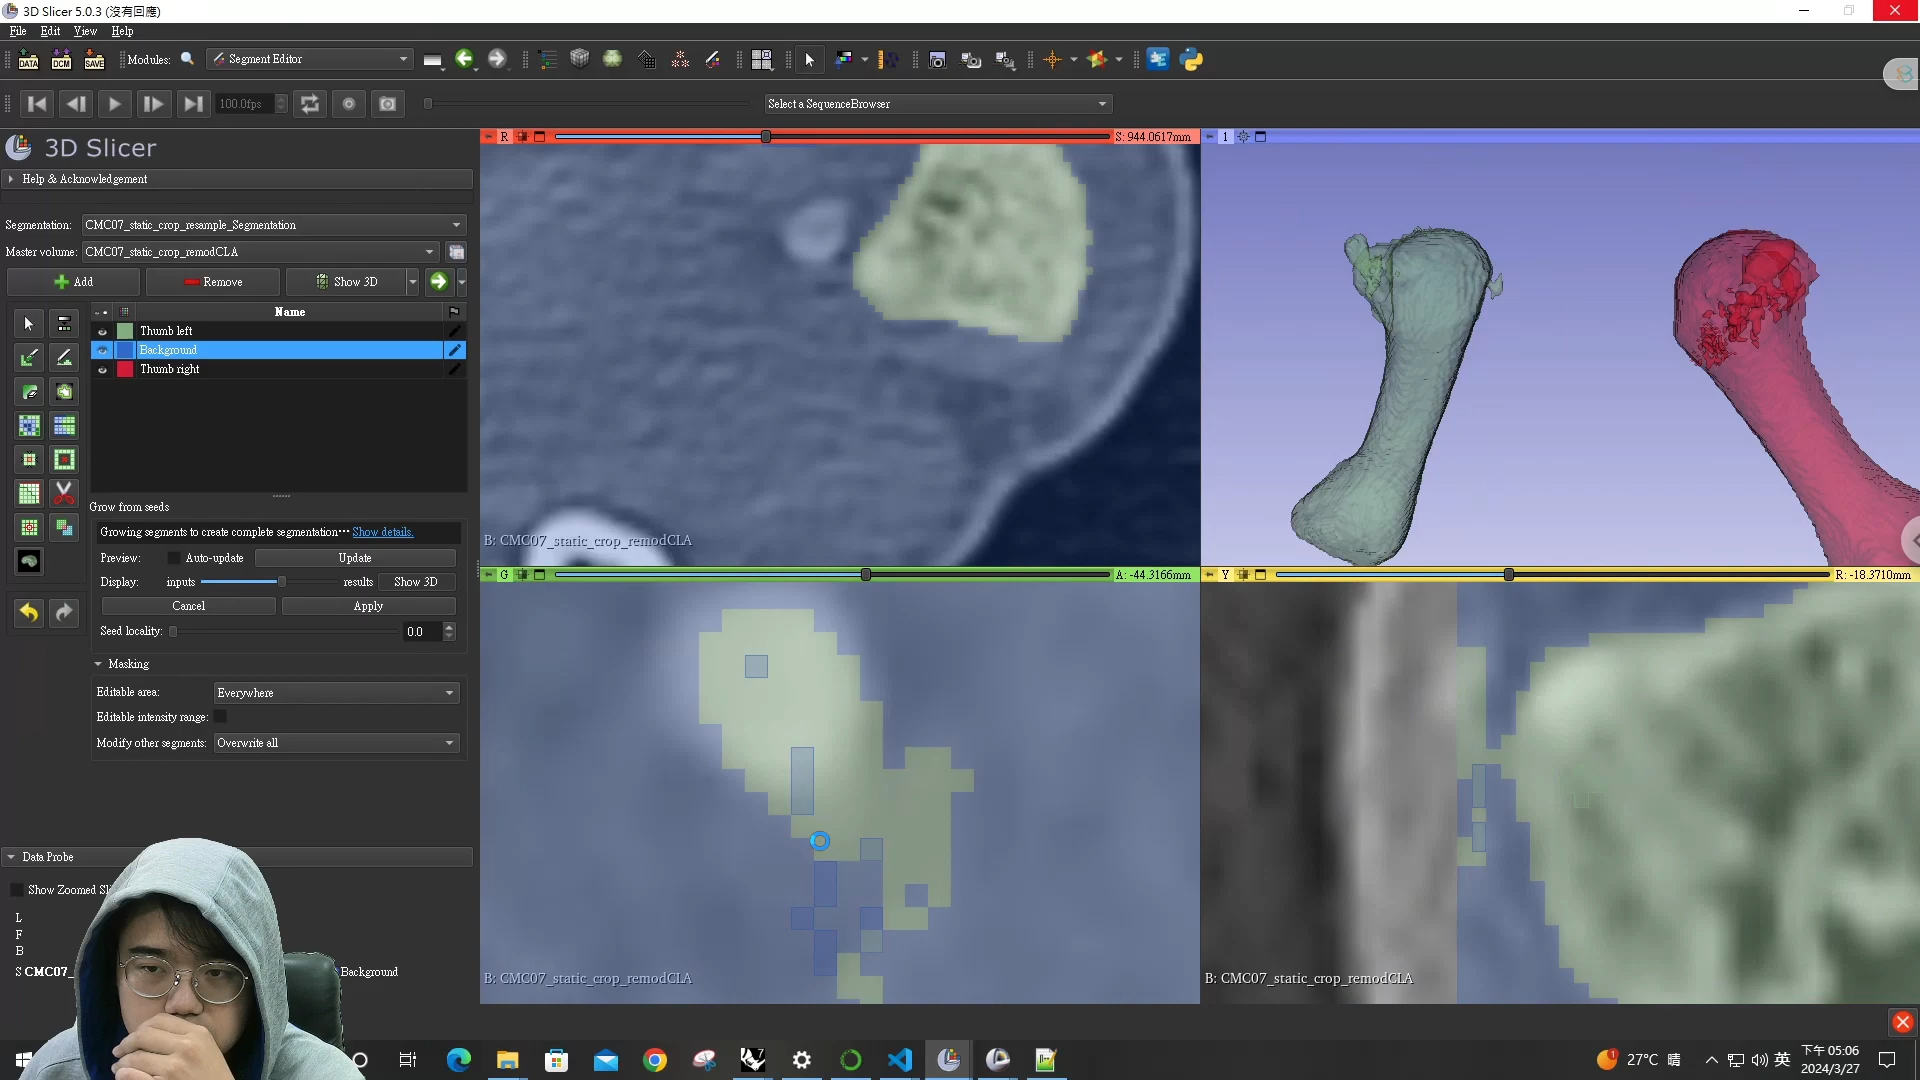 3D Slicer 5.0.3 (沒有回應)
File Edit View Help
DATA DCM SAVE Modules: Segment Editor
100.0fps Select a SequenceBrowser
3D Slicer
Help & Acknowledgement
Segmentation: CMC07_static_crop_resample_Segmentation
Master volume: CMC07_static_crop_remodCLA
Add Remove Show 3D
Name
Thumb left
Background
Thumb right
Grow from seeds
Growing segments to create complete segmentation··· Show details.
Preview: Auto-update Update
Display: inputs results Show 3D
Cancel Apply
Seed locality: 0.0
Masking
Editable area: Everywhere
Editable intensity range:
Modify other segments: Overwrite all
Data Probe
Show Zoomed Sl
L
F
B
S CMC07_ Background
R S: 944.0617mm
B: CMC07_static_crop_remodCLA
1
G A: -44.3166mm
B: CMC07_static_crop_remodCLA
Y R: -18.3710mm
B: CMC07_static_crop_remodCLA
1 27°C 晴 英 下午 05:06
2024/3/27